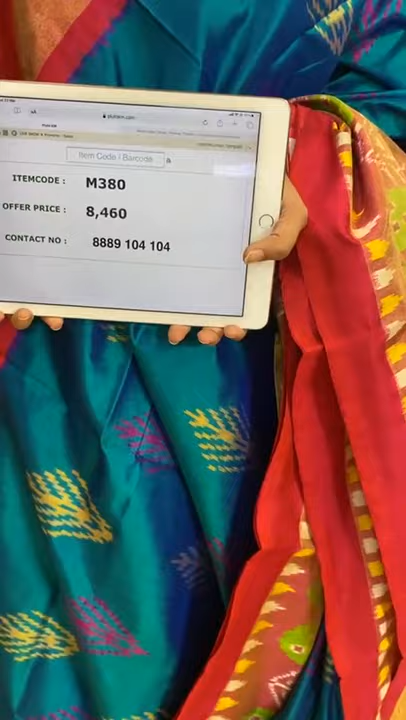 Item Code / Barcode
ITEMCODE : M380
OFFER PRICE : 8,460
CONTACT NO : 8889 104 104